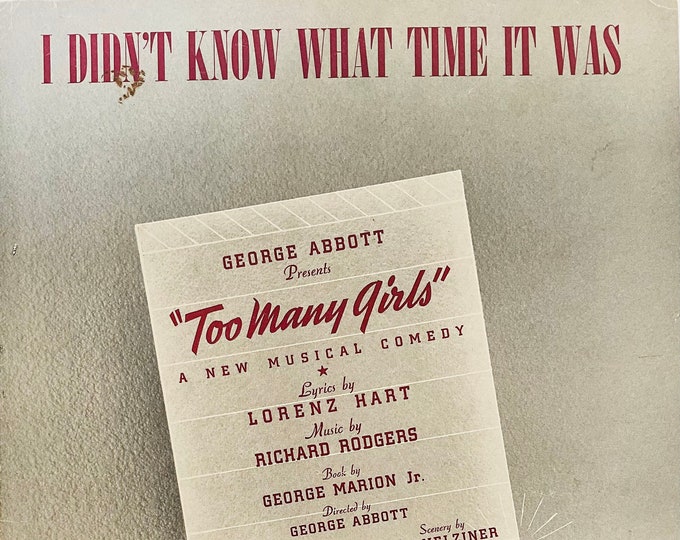 I DIDN'T KNOW WHAT TIME IT WAS
GEORGE ABBOTT
Presents
"Too Many Girls"
A NEW MUSICAL COMEDY
Lyrics by
LORENZ HART
Music by
RICHARD RODGERS
Book by
GEORGE MARION Jr.
Directed by
GEORGE ABBOTT
Scenery by